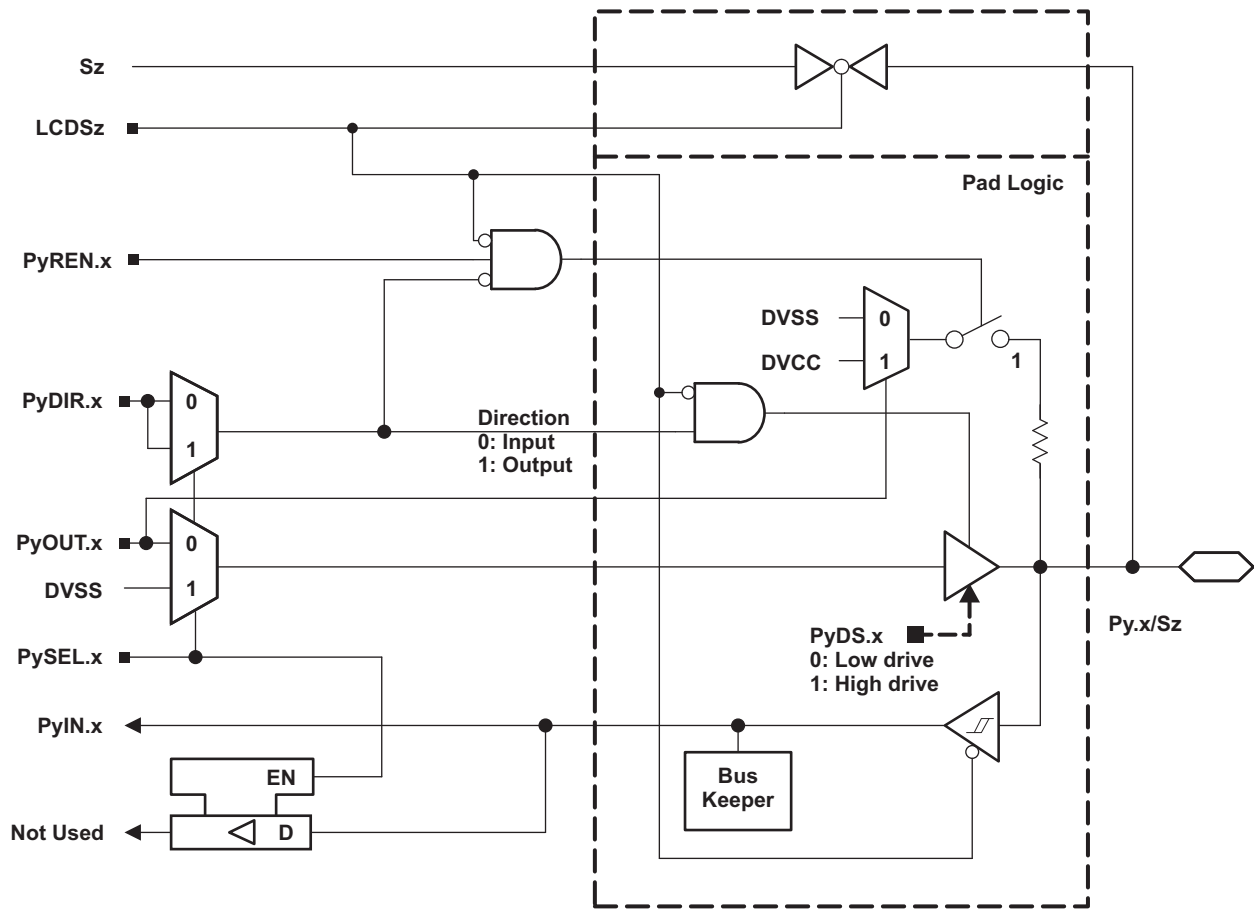 Sz
LCDSz
Pad Logic
PyREN.x
DVSS
0
DVCC
1
1
PyDIR.x
0
1
Direction
0: Input
1: Output
PyOUT.x
0
DVSS
1
PySEL.x
PyDS.x
0: Low drive
1: High drive
Py.x/Sz
PyIN.x
EN
Bus
Keeper
Not Used
D